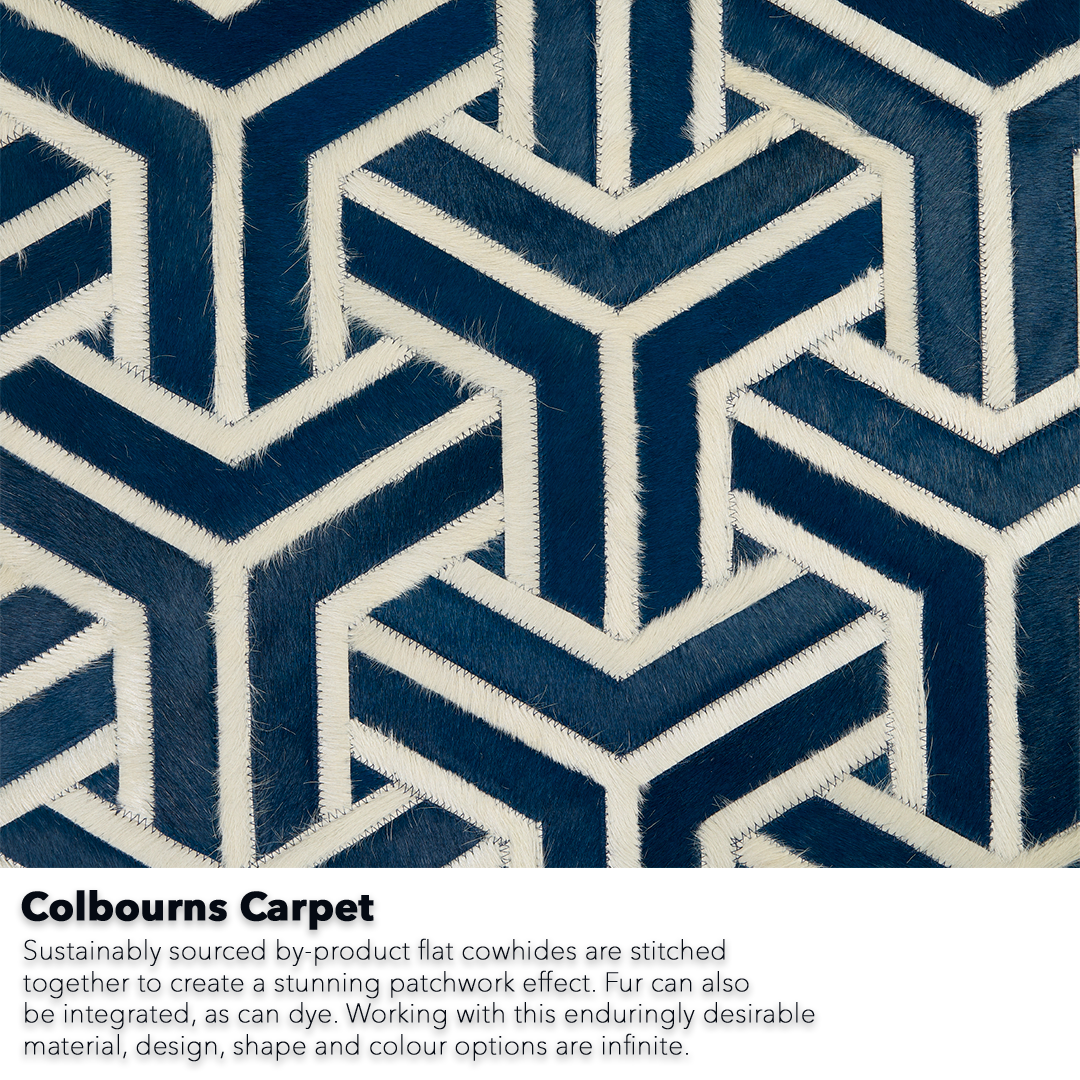 Colbourns Carpet
Sustainably sourced by-product flat cowhides are stitched
together to create a stunning patchwork effect. Fur can also
be integrated, as can dye. Working with this enduringly desirable
material, design, shape and colour options are infinite.